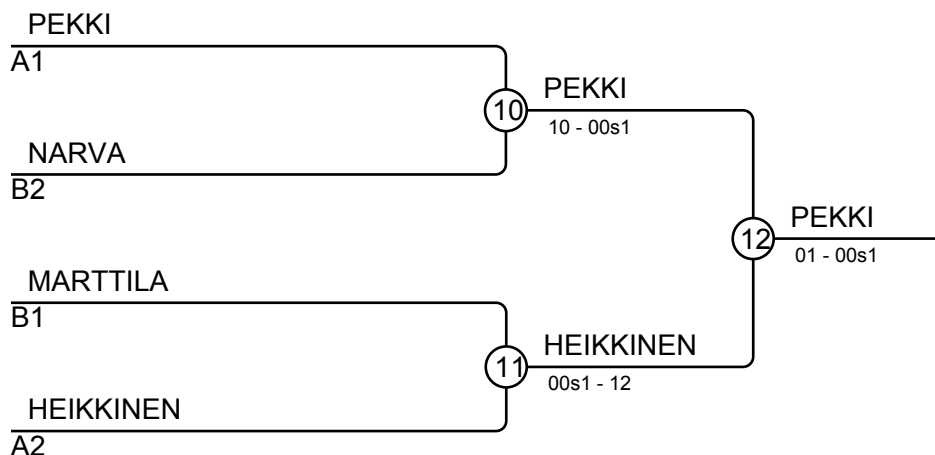 PEKKI
A1
10
PEKKI
10 - 00s1
NARVA
B2
12
PEKKI
01 - 00s1
MARTTILA
B1
11
HEIKKINEN
00s1 - 12
HEIKKINEN
A2